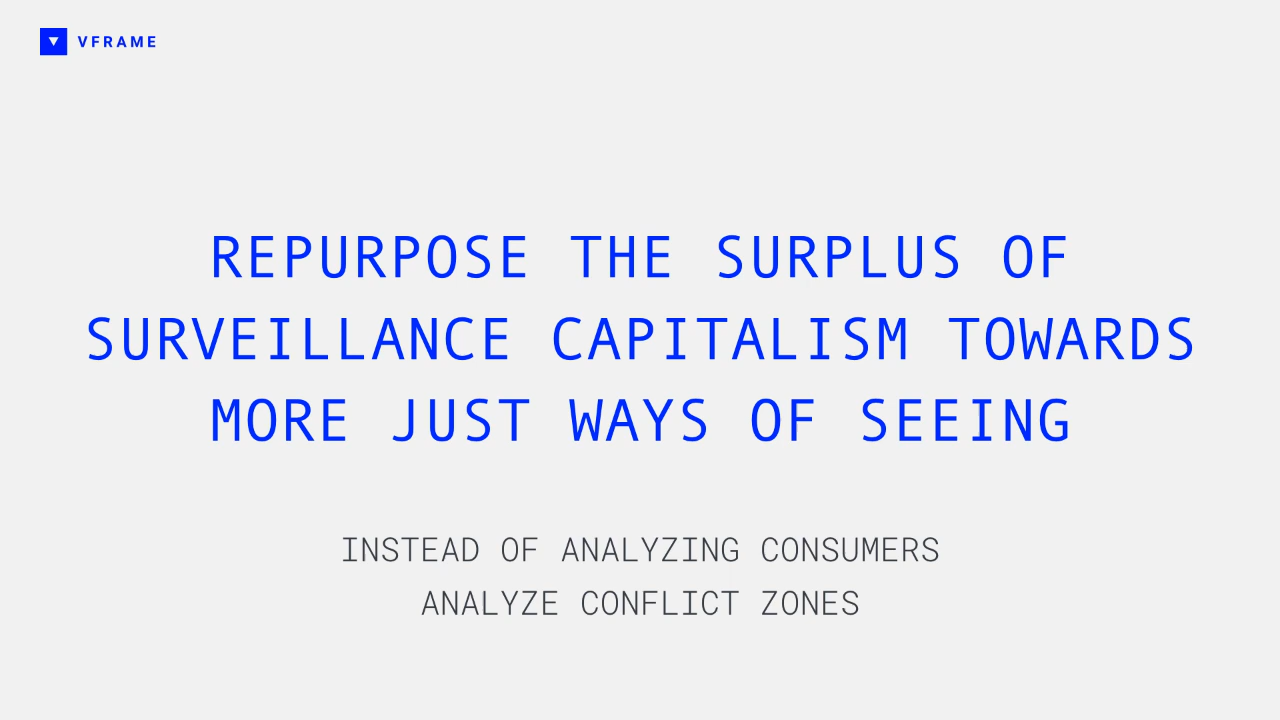 VFRAME
REPURPOSE THE SURPLUS OF
SURVEILLANCE CAPITALISM TOWARDS
MORE JUST WAYS OF SEEING
INSTEAD OF ANALYZING CONSUMERS
ANALYZE CONFLICT ZONES